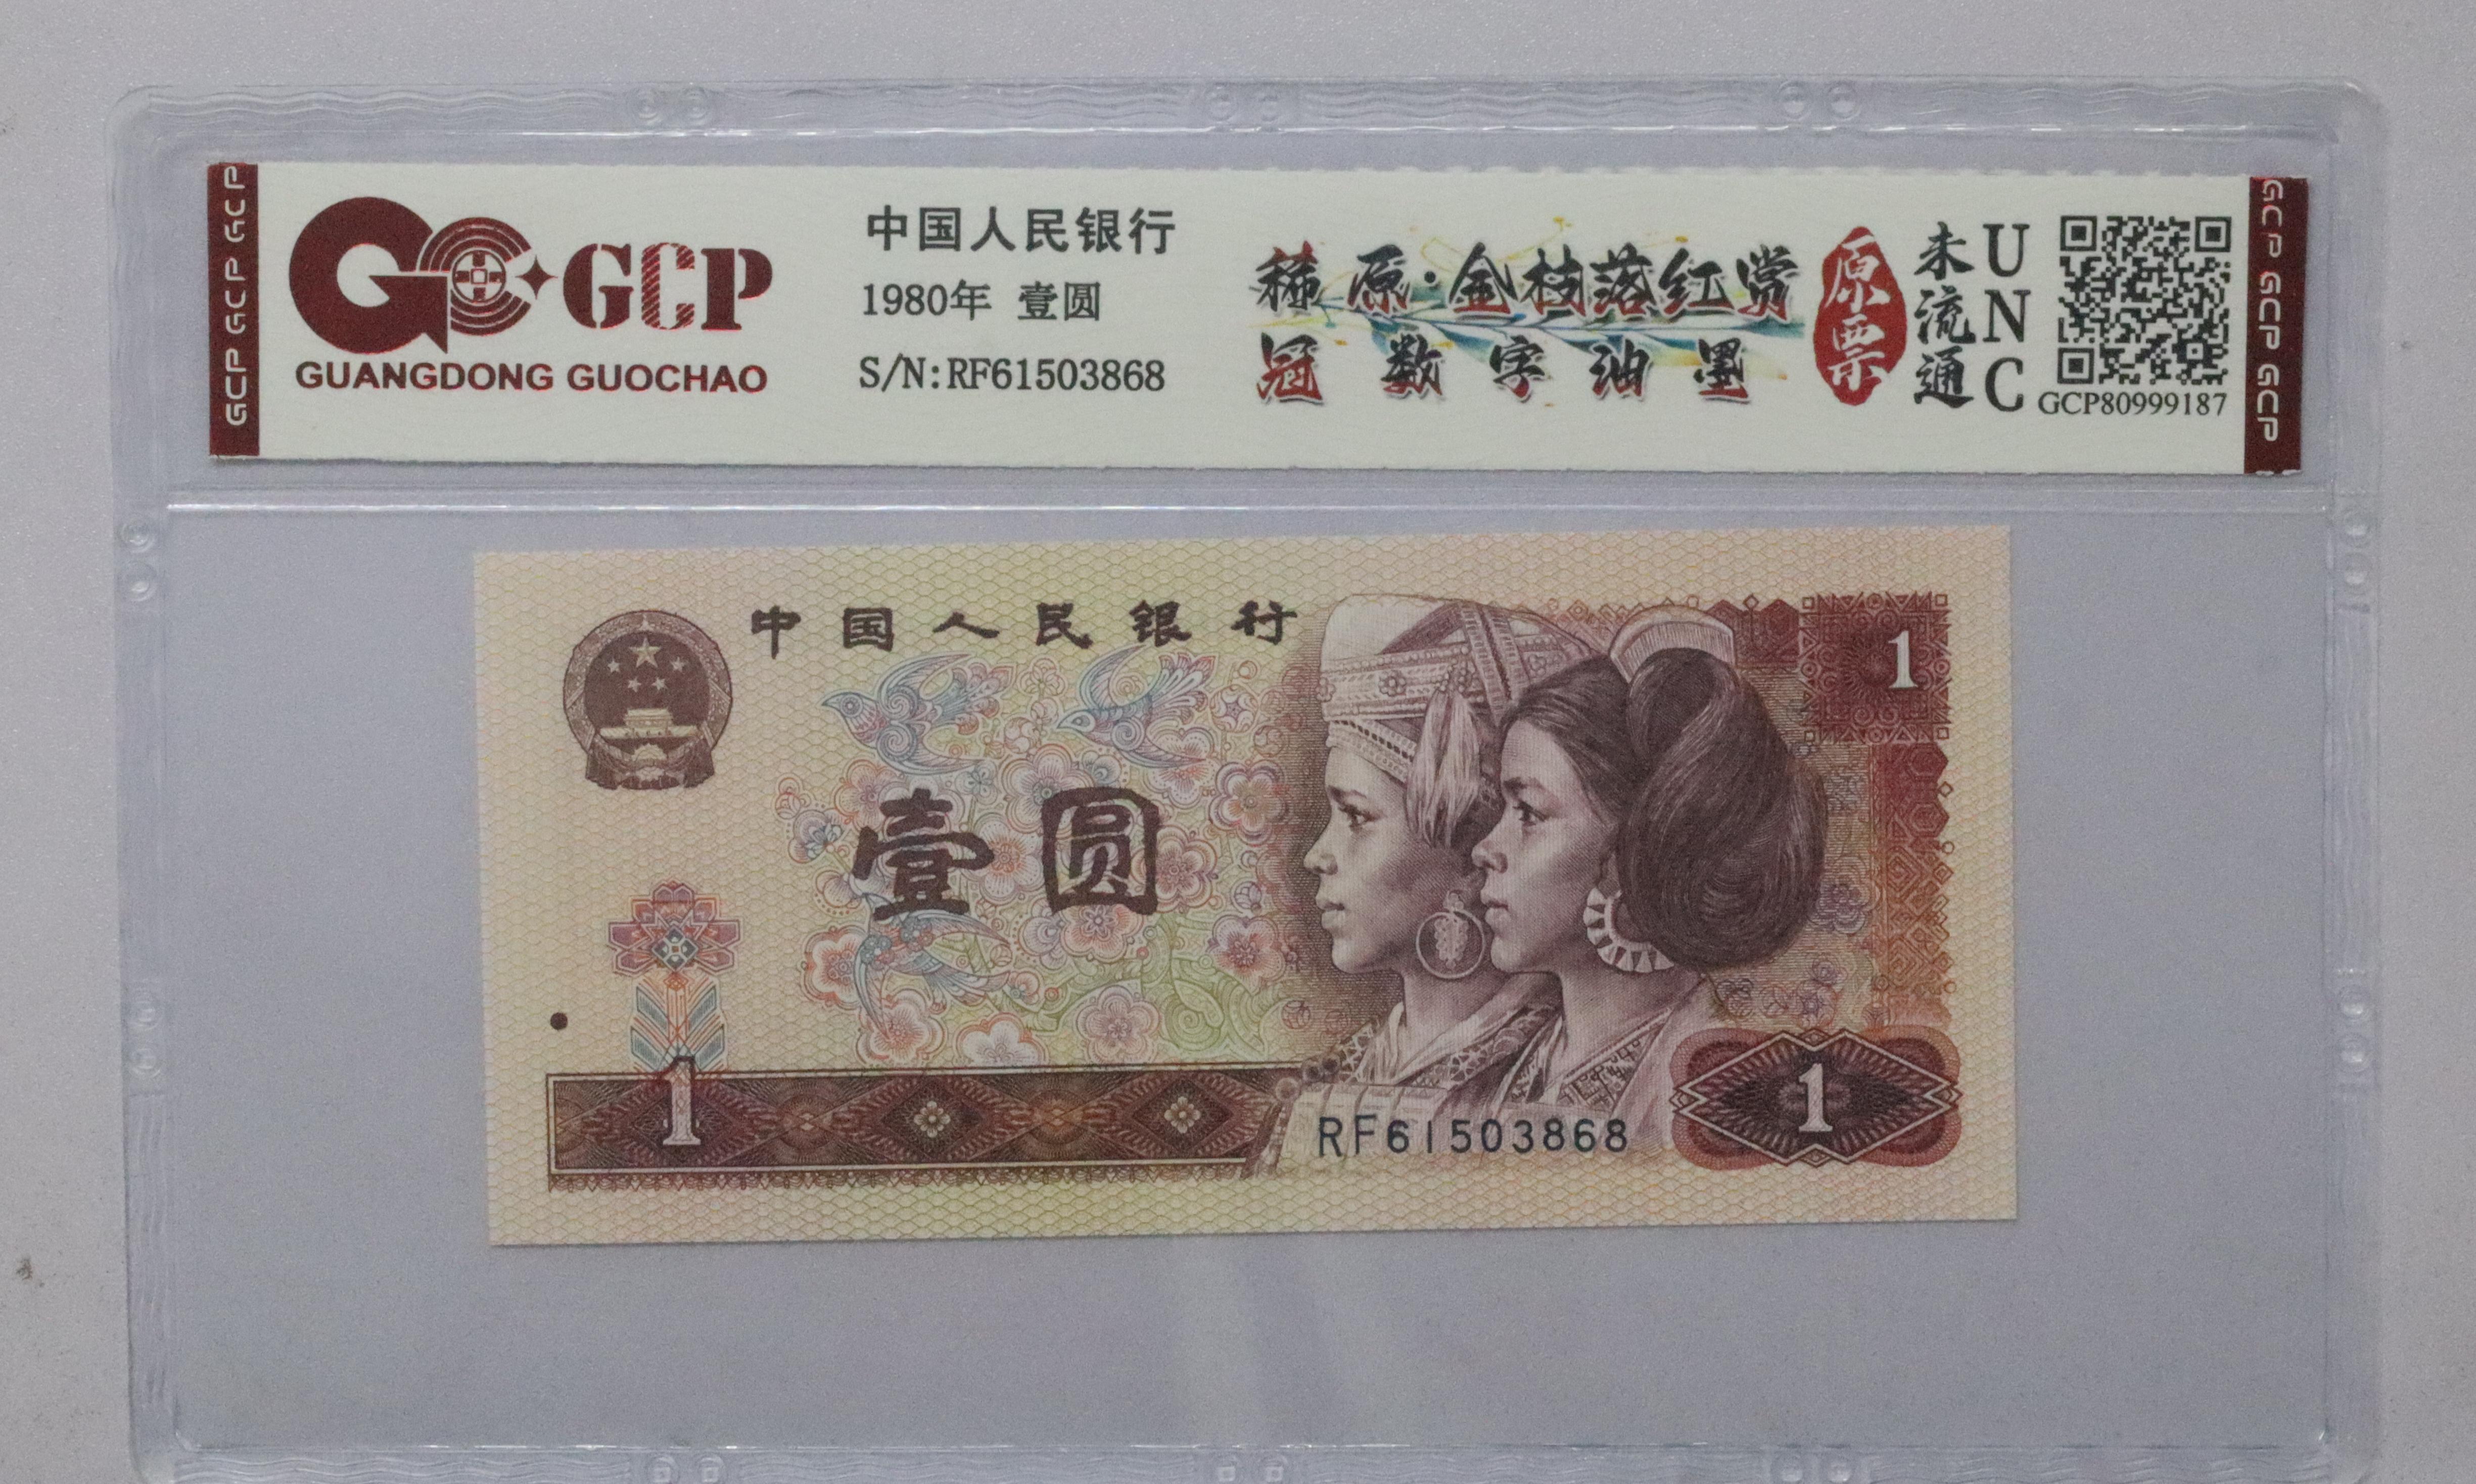 GCP GCP GCP
GCP
GUANGDONG GUOCHAO
中国人民银行
1980年 壹圆
S/N:RF61503868
稀原·金枝落红赏
冠数字油墨
原票
未流通
UNC
GCP80999187
GCP GCP GCP
中国人民银行
1
壹圆
1
RF61503868
1